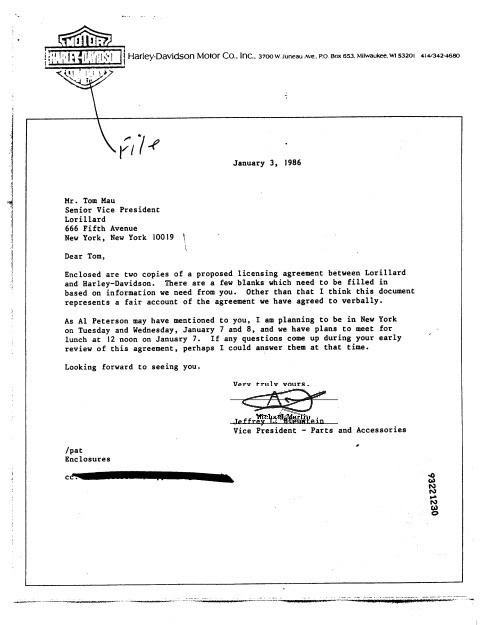 MOTOR
HARLEY-DAVIDSON
Harley-Davidson Motor Co., Inc., 3700 W. Juneau Ave., P.O. Box 653, Milwaukee, WI 53201 414/342-4680
File
January 3, 1986
Mr. Tom Mau
Senior Vice President
Lorillard
666 Fifth Avenue
New York, New York 10019
Dear Tom,
Enclosed are two copies of a proposed licensing agreement between Lorillard
and Harley-Davidson. There are a few blanks which need to be filled in
based on information we need from you. Other than that I think this document
represents a fair account of the agreement we have agreed to verbally.
As Al Peterson may have mentioned to you, I am planning to be in New York
on Tuesday and Wednesday, January 7 and 8, and we have plans to meet for
lunch at 12 noon on January 7. If any questions come up during your early
review of this agreement, perhaps I could answer them at that time.
Looking forward to seeing you.
Very truly yours,
Jeffrey L.
Vice President - Parts and Accessories
/pat
Enclosures
cc:
93221230